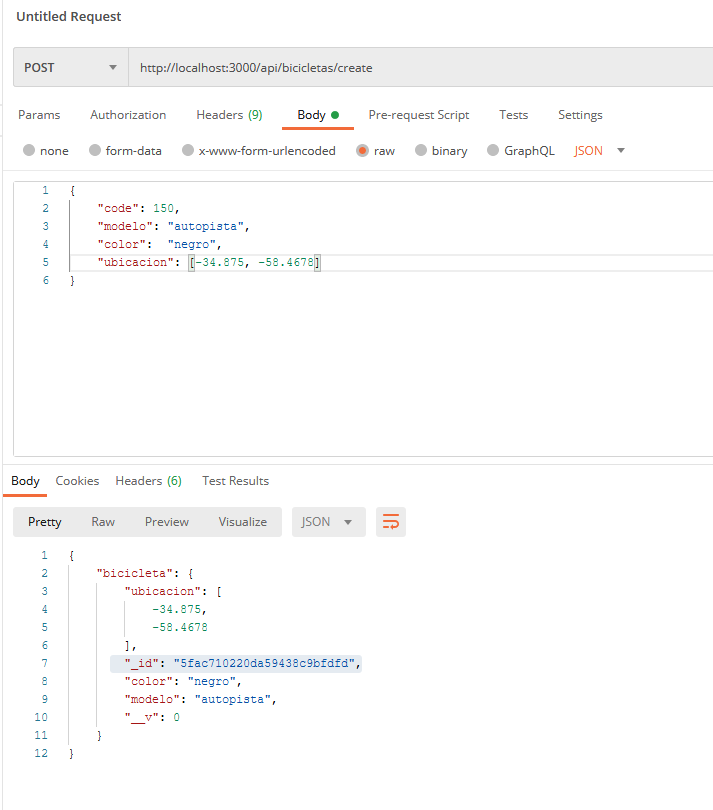 Untitled Request
POST http://localhost:3000/api/bicicletas/create
Params Authorization Headers (9) Body Pre-request Script Tests Settings
none form-data x-www-form-urlencoded raw binary GraphQL JSON
1 {
2 "code": 150,
3 "modelo": "autopista",
4 "color": "negro",
5 "ubicacion": [-34.875, -58.4678]
6 }
Body Cookies Headers (6) Test Results
Pretty Raw Preview Visualize JSON
1 {
2 "bicicleta": {
3 "ubicacion": [
4 -34.875,
5 -58.4678
6 ],
7 "_id": "5fac710220da59438c9bfdfd",
8 "color": "negro",
9 "modelo": "autopista",
10 "__v": 0
11 }
12 }